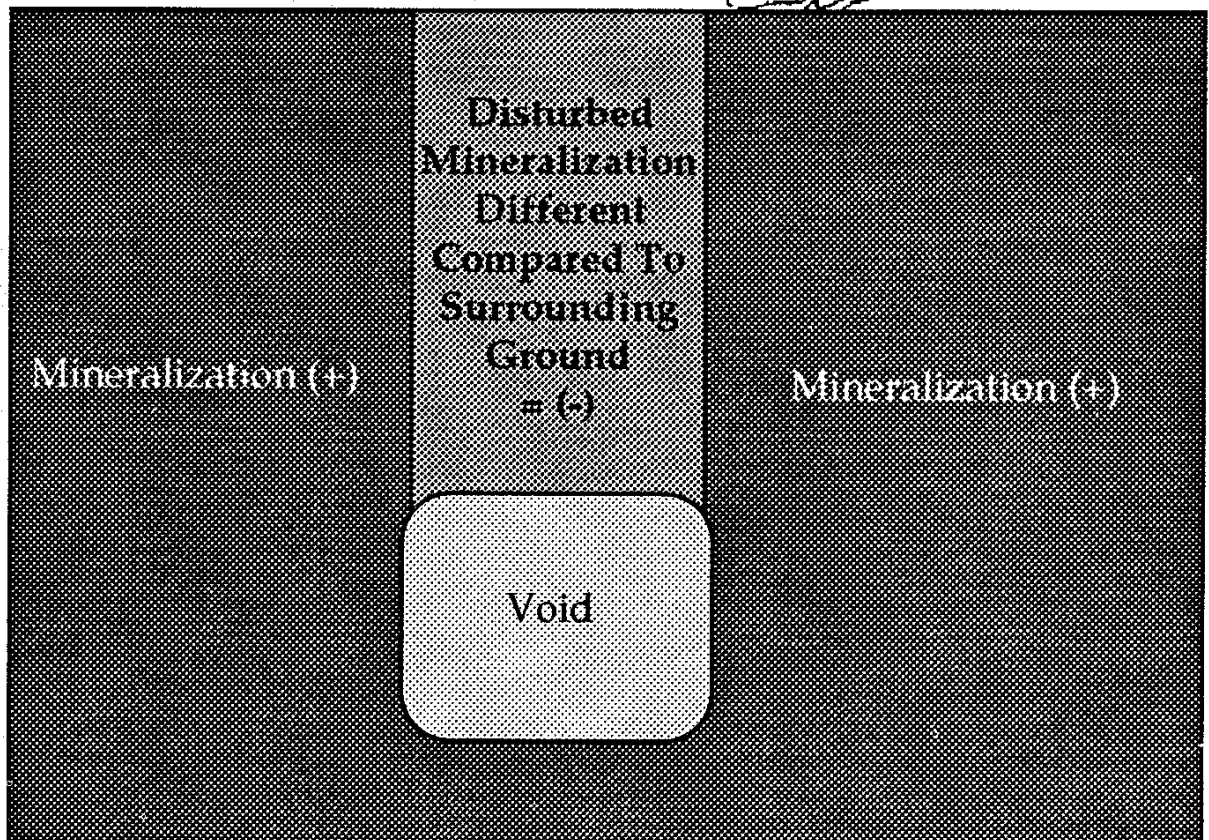 Disturbed
Mineralization
Different
Compared To
Surrounding
Ground
= (-)
Mineralization (+)
Mineralization (+)
Void